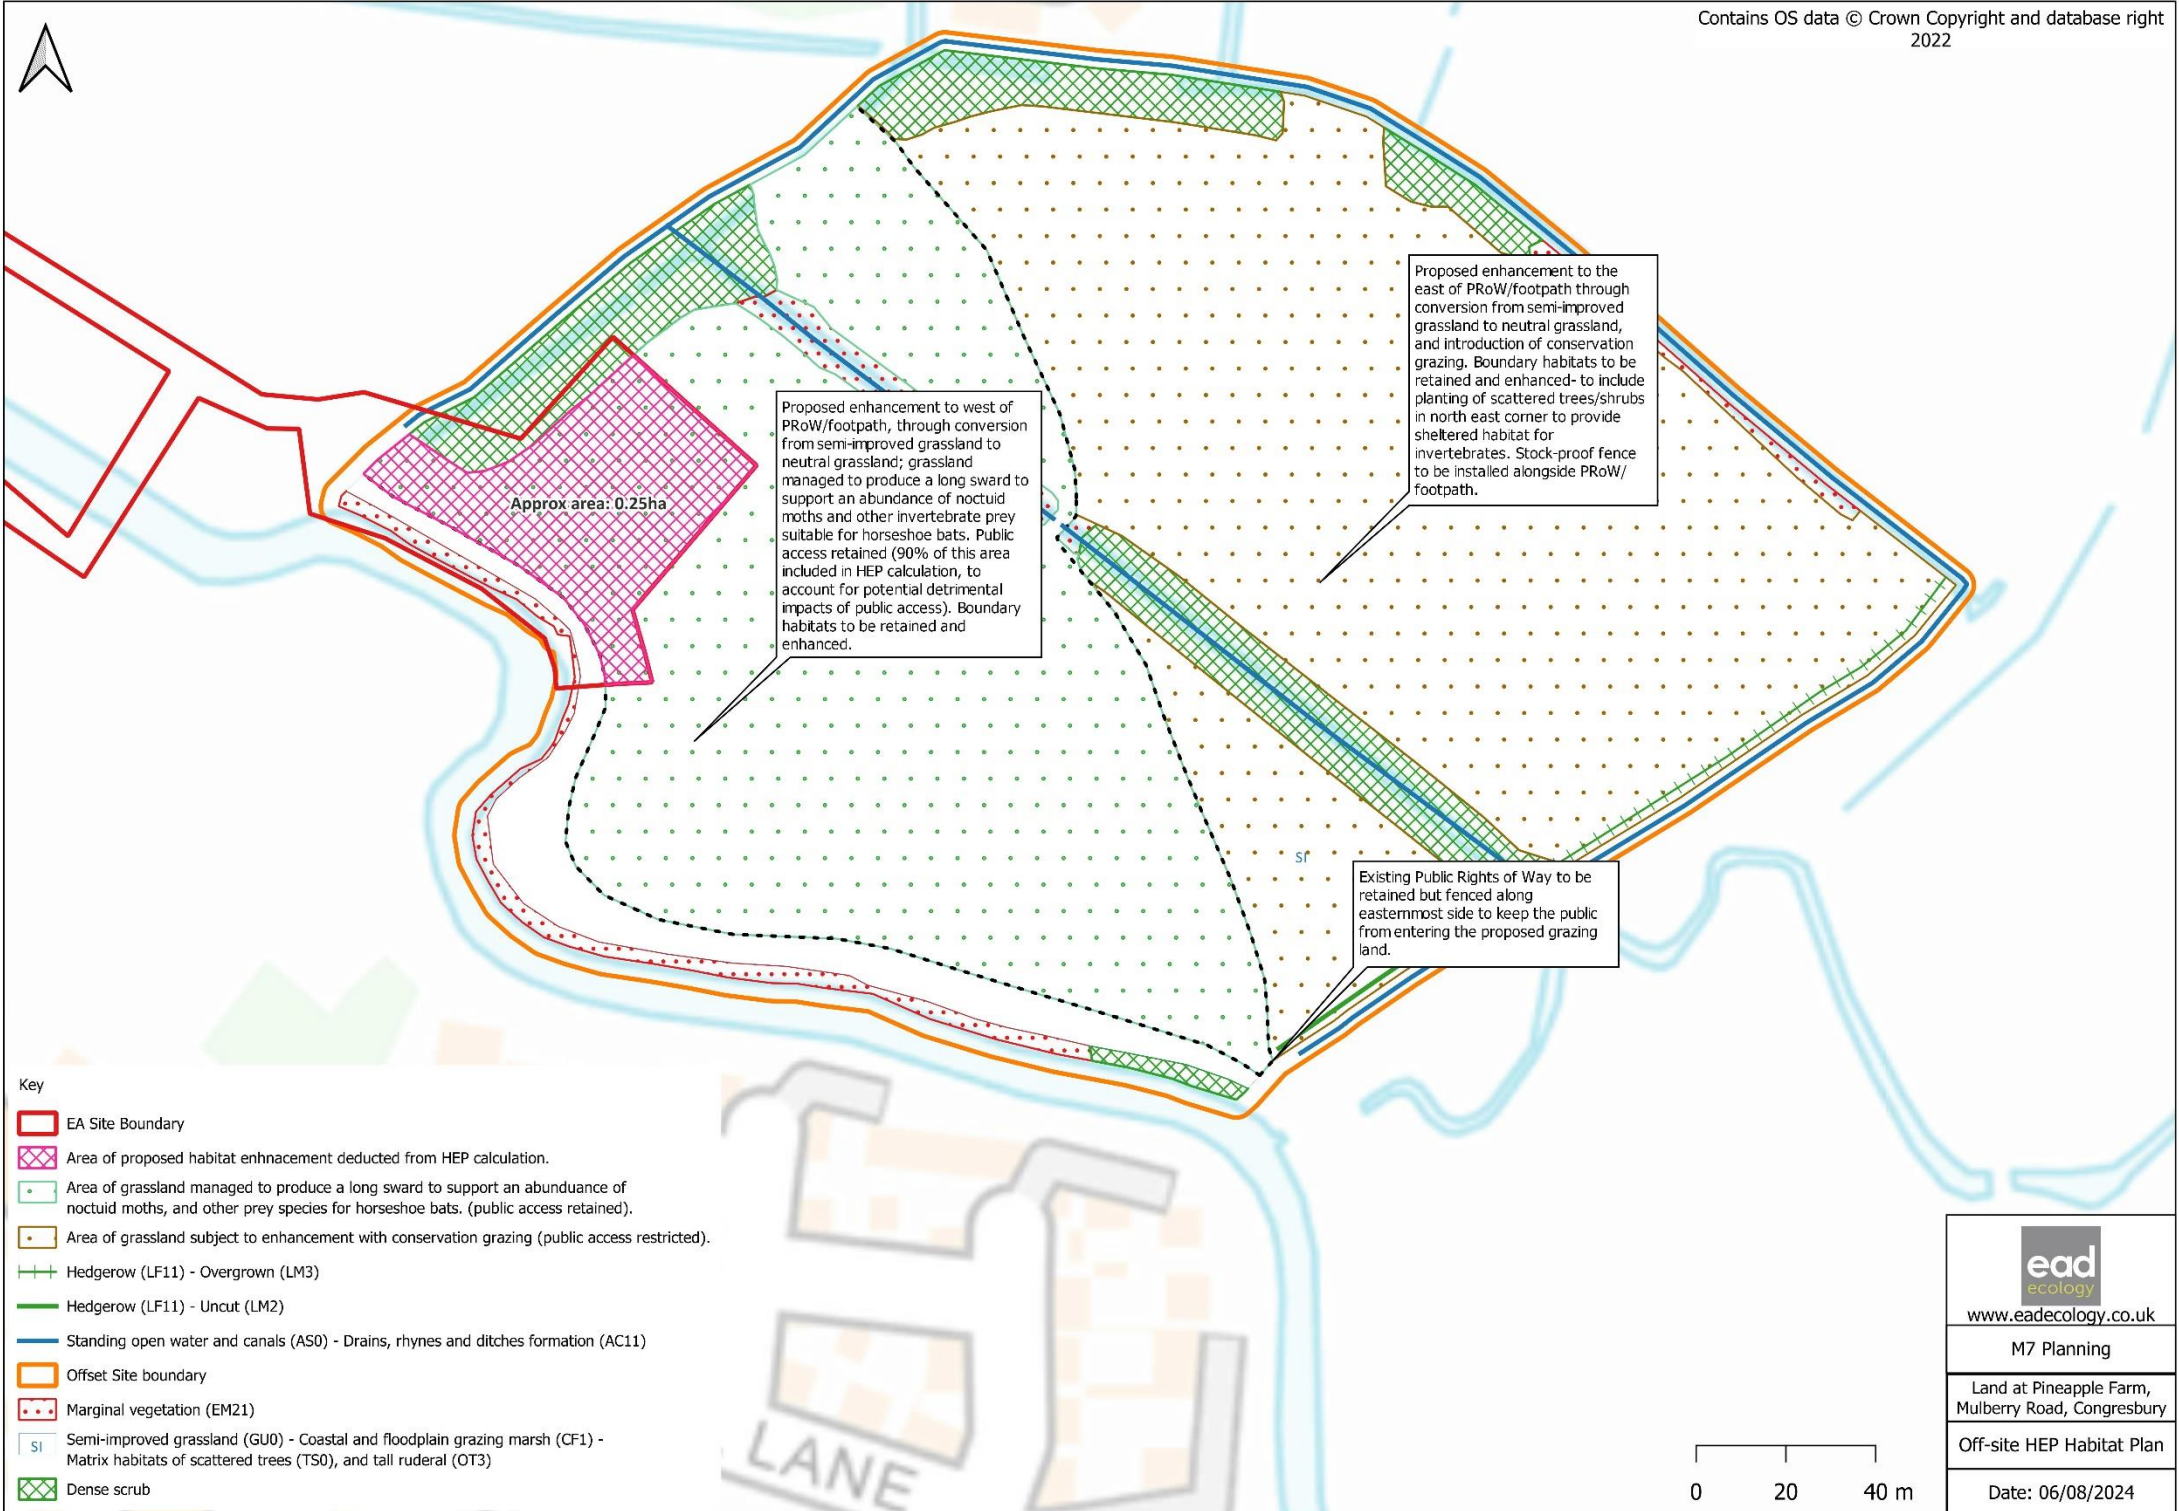 Contains OS data © Crown Copyright and database right
2022
Proposed enhancement to the
east of PRoW/footpath through
conversion from semi-improved
grassland to neutral grassland,
and introduction of conservation
grazing. Boundary habitats to be
retained and enhanced- to include
planting of scattered trees/shrubs
in north east corner to provide
sheltered habitat for
invertebrates. Stock-proof fence
to be installed alongside PRoW/
footpath.
Proposed enhancement to west of
PRoW/footpath, through conversion
from semi-improved grassland to
neutral grassland; grassland
managed to produce a long sward to
support an abundance of noctuid
moths and other invertebrate prey
suitable for horseshoe bats. Public
access retained (90% of this area
included in HEP calculation, to
account for potential detrimental
impacts of public access). Boundary
habitats to be retained and
enhanced.
Approx area: 0.25ha
SI
Existing Public Rights of Way to be
retained but fenced along
easternmost side to keep the public
from entering the proposed grazing
land.
Key
EA Site Boundary
Area of proposed habitat enhnacement deducted from HEP calculation.
Area of grassland managed to produce a long sward to support an abunduance of
noctuid moths, and other prey species for horseshoe bats. (public access retained).
Area of grassland subject to enhancement with conservation grazing (public access restricted).
Hedgerow (LF11) - Overgrown (LM3)
Hedgerow (LF11) - Uncut (LM2)
Standing open water and canals (AS0) - Drains, rhynes and ditches formation (AC11)
Offset Site boundary
Marginal vegetation (EM21)
SI
Semi-improved grassland (GU0) - Coastal and floodplain grazing marsh (CF1) -
Matrix habitats of scattered trees (TS0), and tall ruderal (OT3)
Dense scrub
LANE
0 20 40 m
ead
ecology
www.eadecology.co.uk
M7 Planning
Land at Pineapple Farm,
Mulberry Road, Congresbury
Off-site HEP Habitat Plan
Date: 06/08/2024